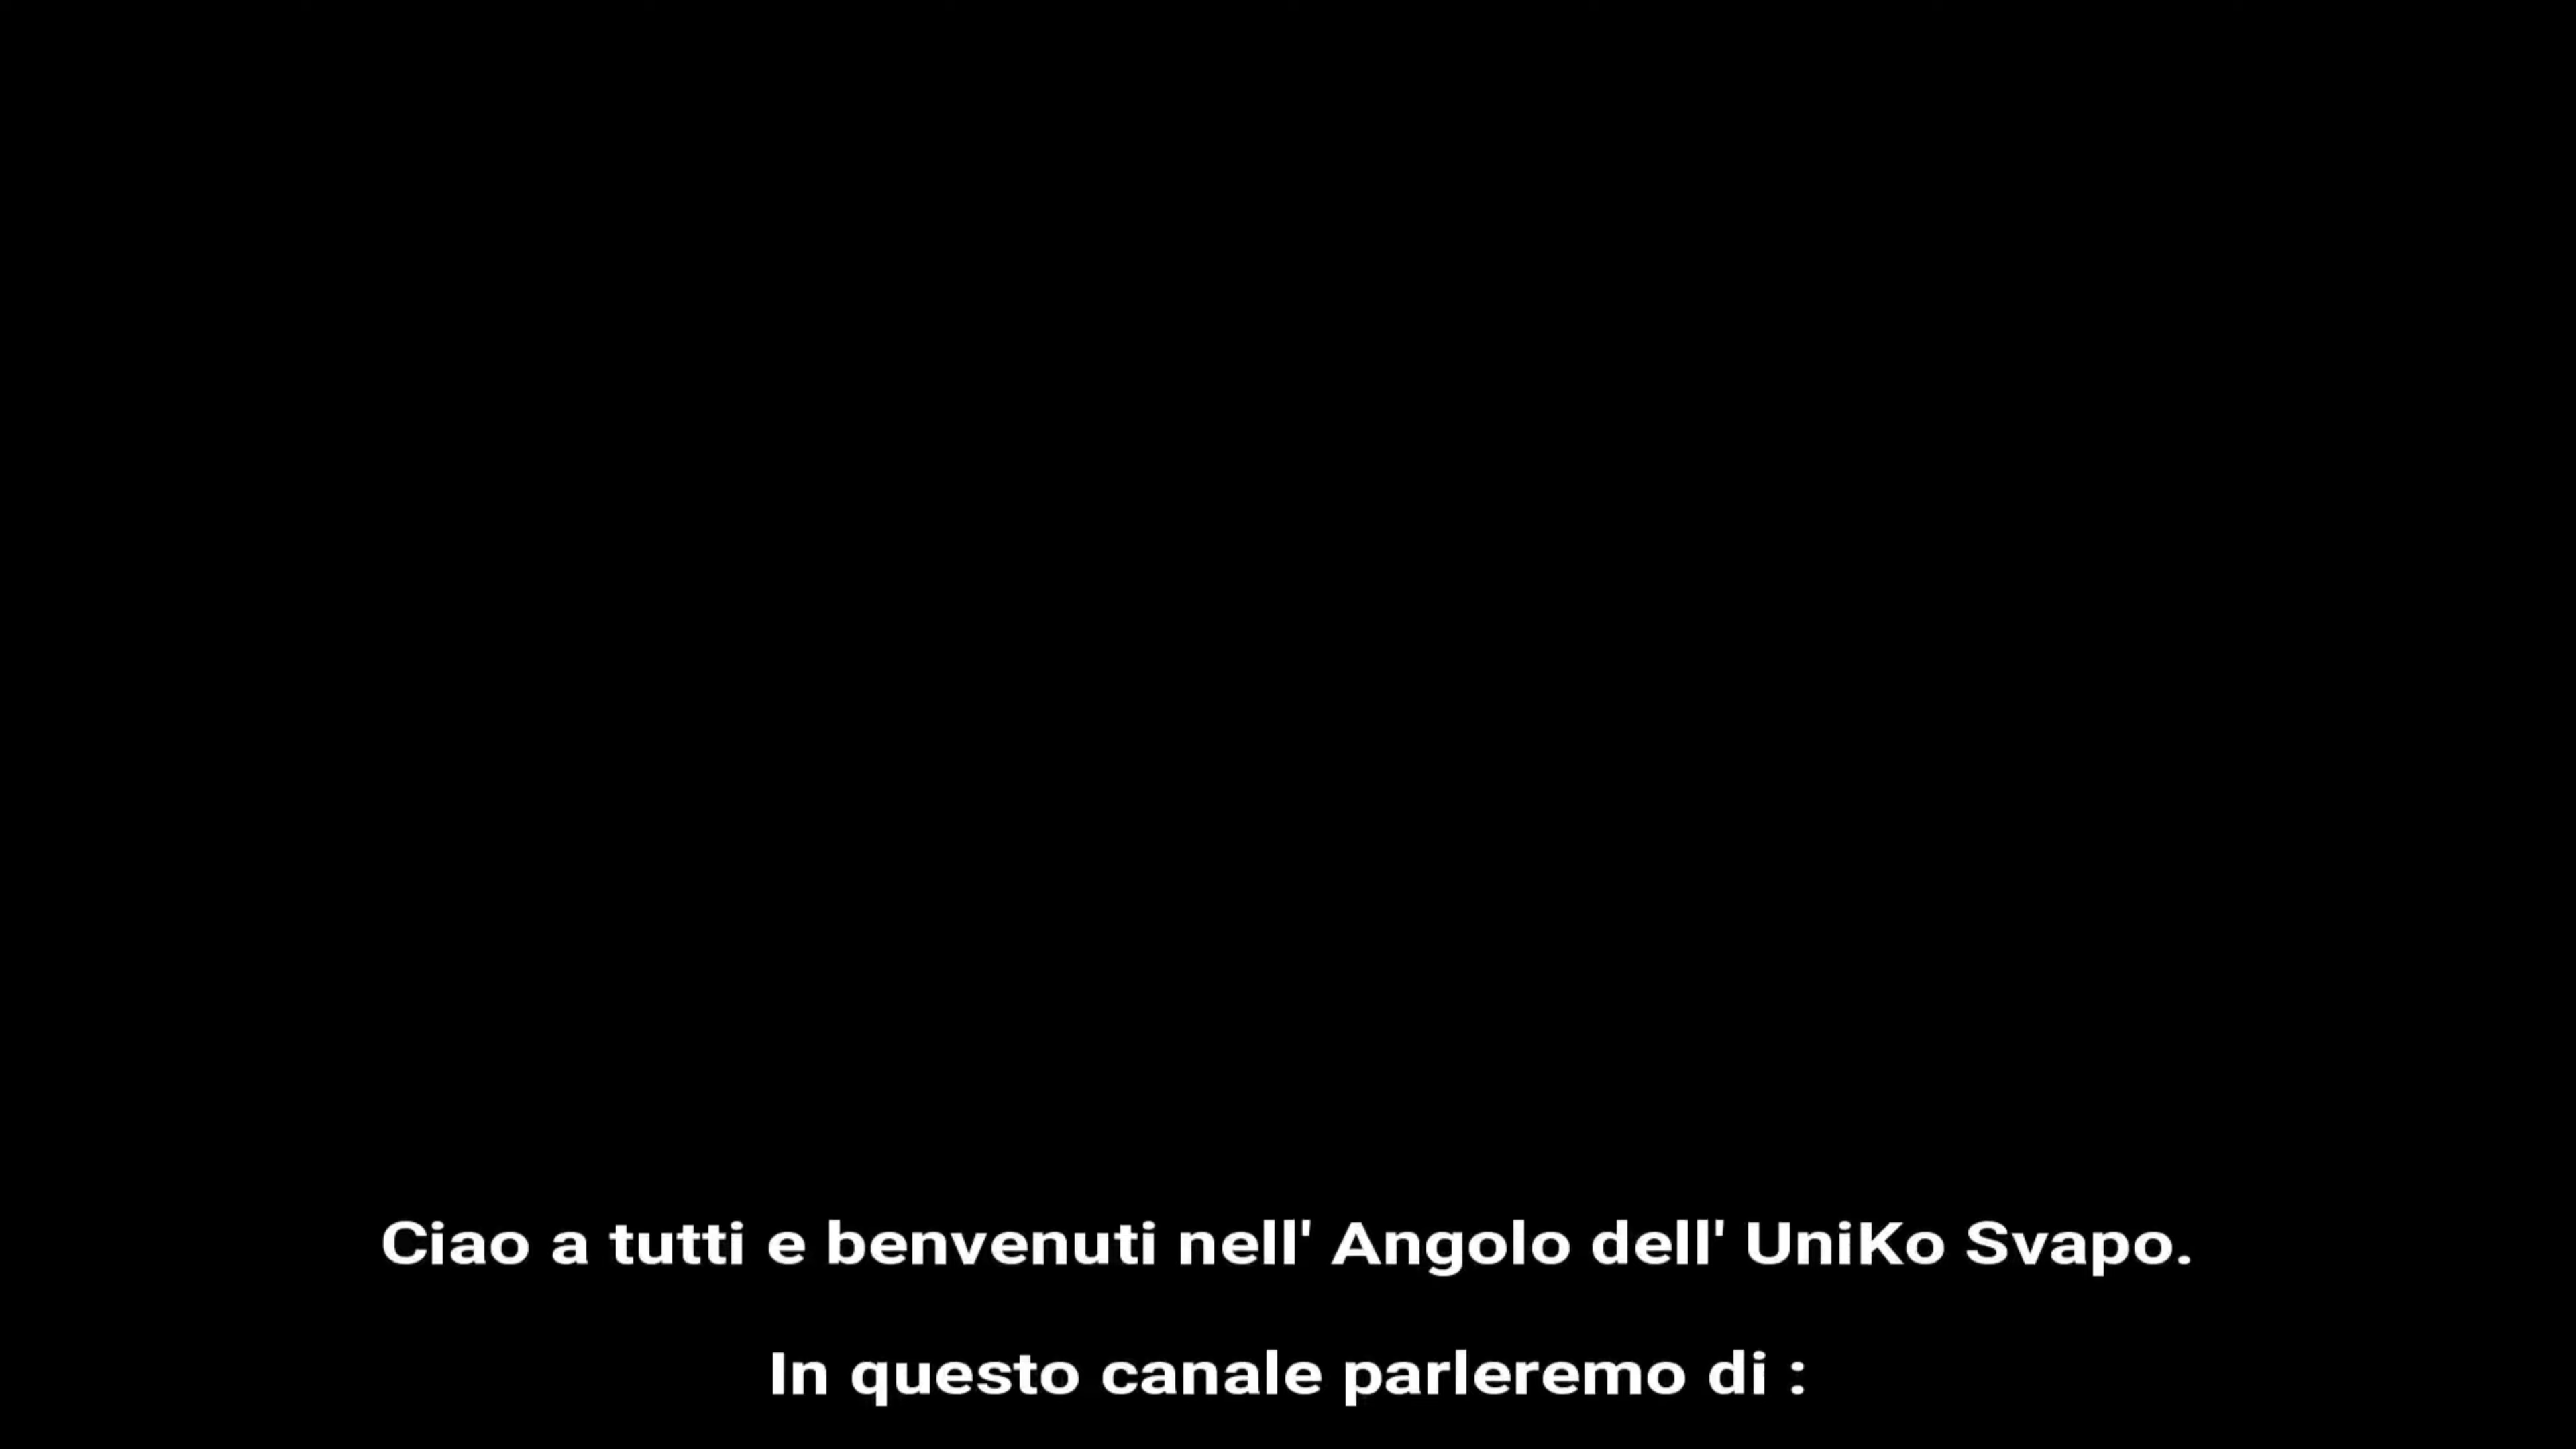 Ciao a tutti e benvenuti nell' Angolo dell' UniKo Svapo.
In questo canale parleremo di :